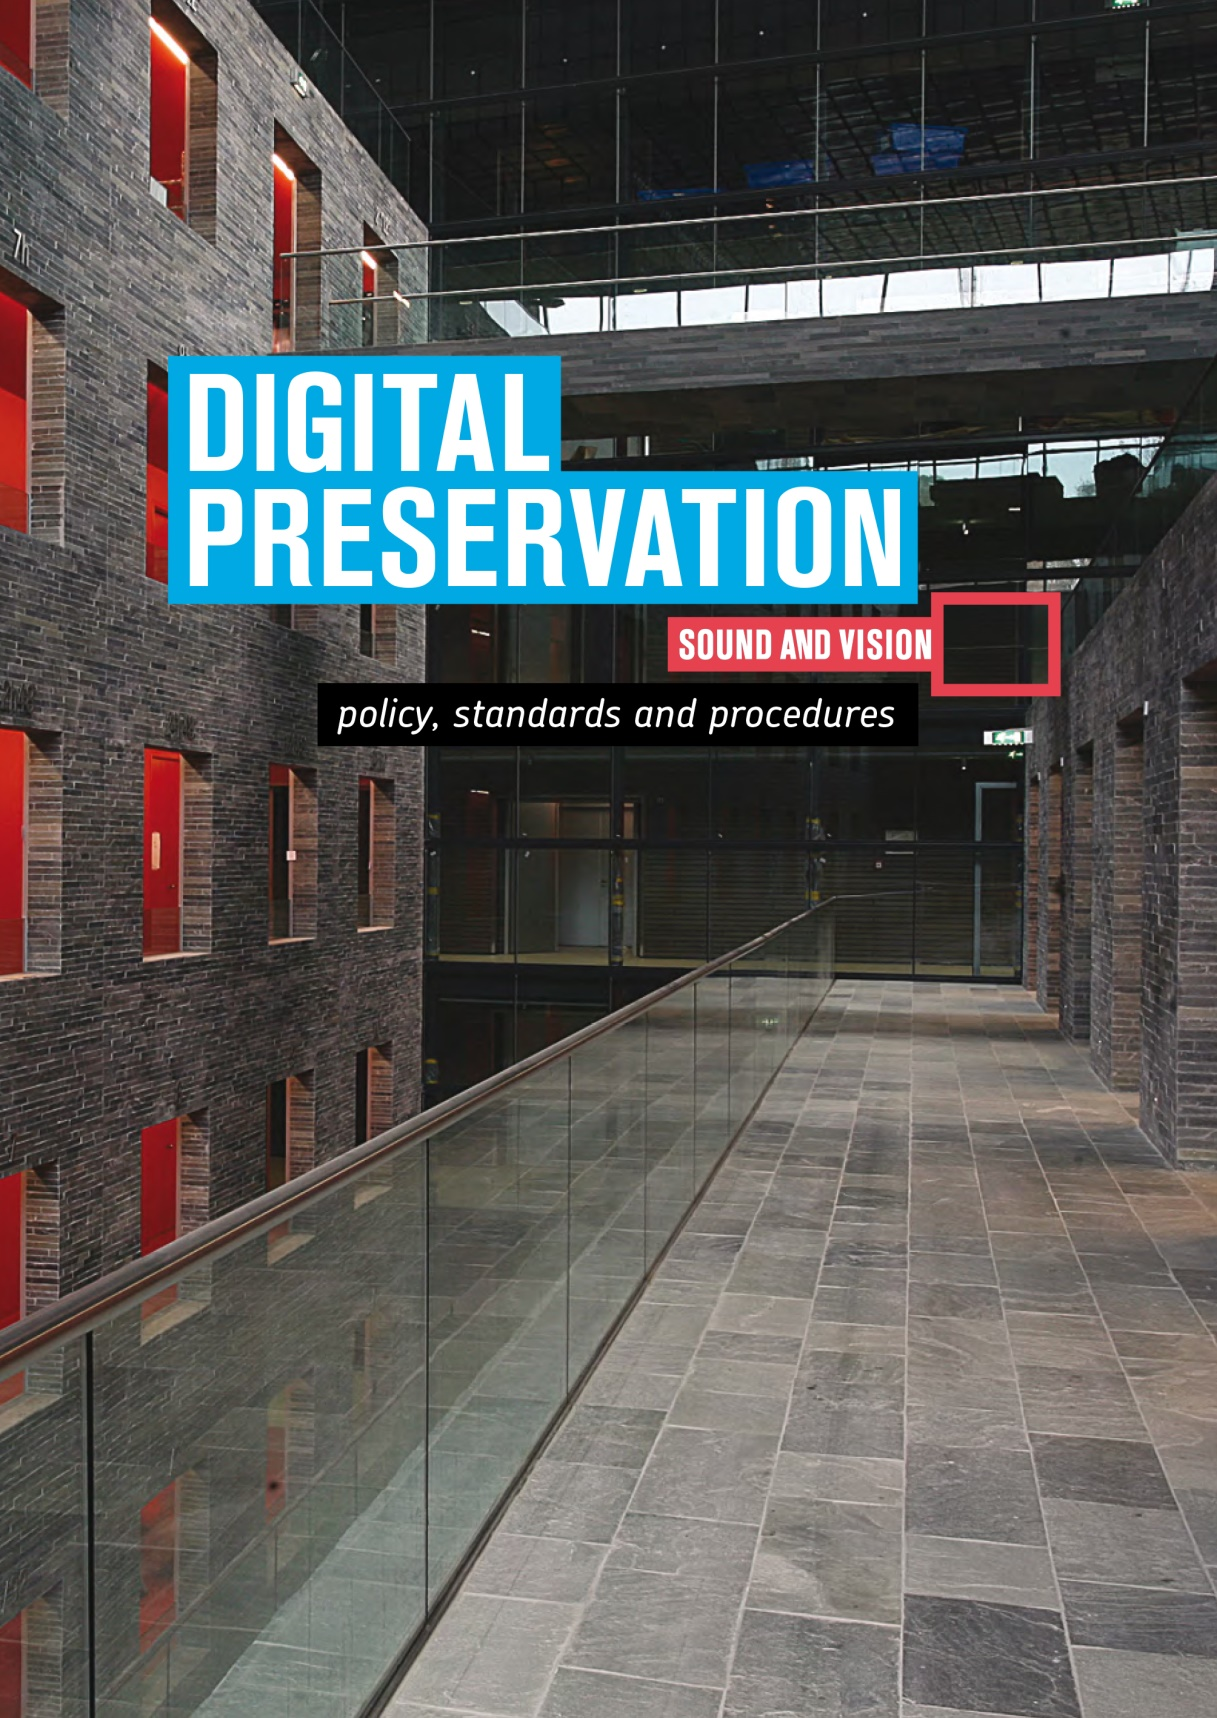 DIGITAL
PRESERVATION
SOUND AND VISION
policy, standards and procedures